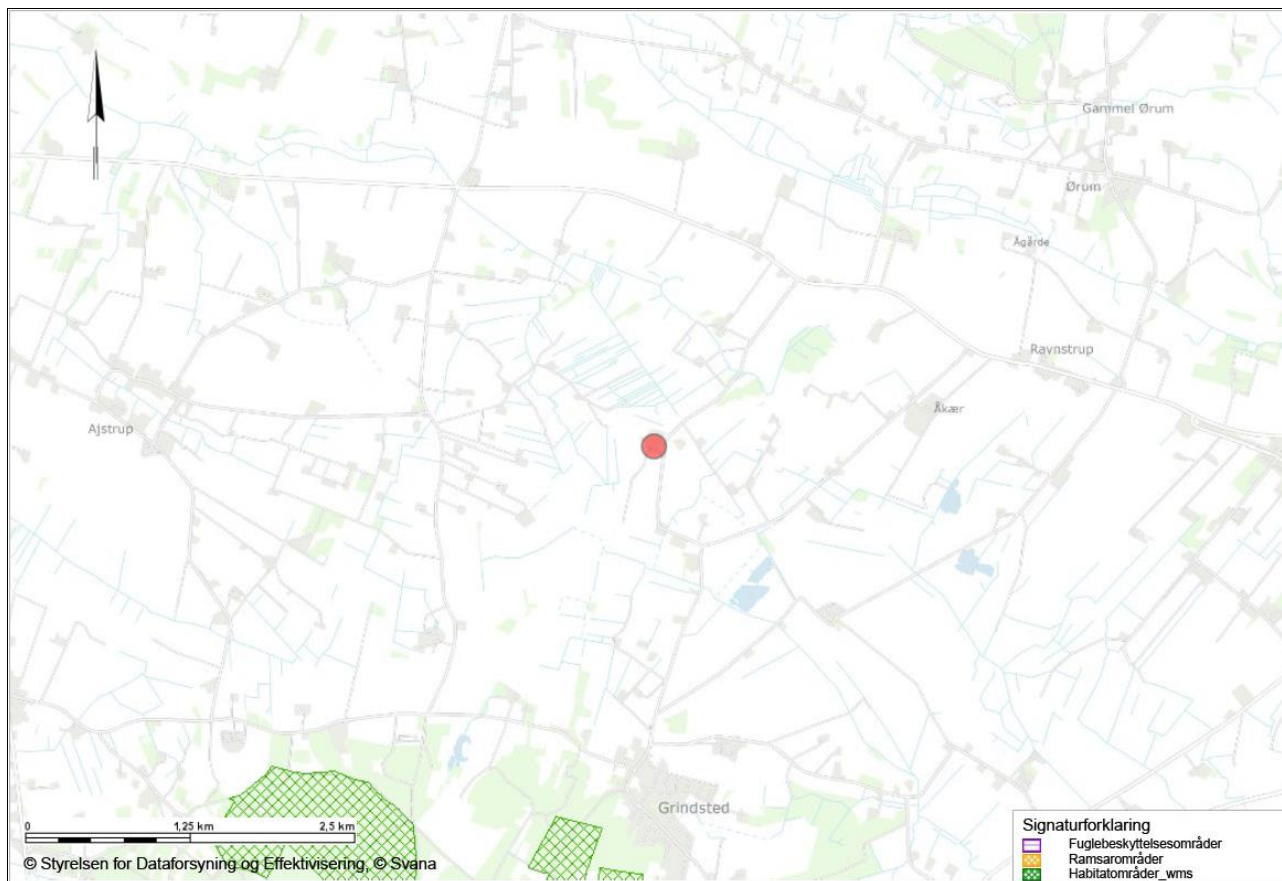 Gammel Ørum
Ørum
Ågårde
Ravnstrup
Åkær
Ajstrup
Grindsted
0 1,25 km 2,5 km
© Styrelsen for Dataforsyning og Effektivisering, © Svana
Signaturforklaring
Fuglebeskyttelsesområder
Ramsarområder
Habitatområder_wms